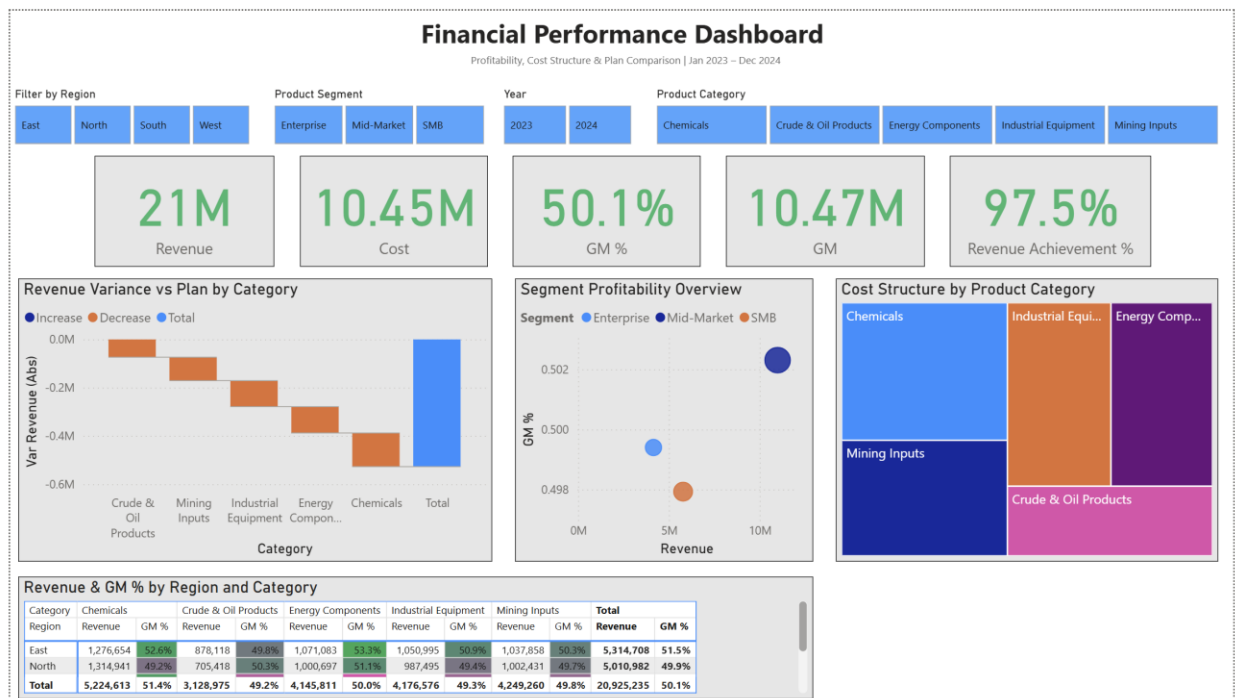 Financial Performance Dashboard
Profitability, Cost Structure & Plan Comparison | Jan 2023 – Dec 2024
Filter by Region
East
North
South
West
Product Segment
Enterprise
Mid-Market
SMB
Year
2023
2024
Product Category
Chemicals
Crude & Oil Products
Energy Components
Industrial Equipment
Mining Inputs
21M
Revenue
10.45M
Cost
50.1%
GM %
10.47M
GM
97.5%
Revenue Achievement %
Revenue Variance vs Plan by Category
Increase Decrease Total
Var Revenue (Abs)
0.0M
-0.2M
-0.4M
-0.6M
Crude &
Oil
Products
Mining
Inputs
Industrial
Equipment
Energy
Compon...
Chemicals
Total
Category
Segment Profitability Overview
Segment Enterprise Mid-Market SMB
GM %
0.502
0.500
0.498
0M 5M 10M
Revenue
Cost Structure by Product Category
Chemicals
Mining Inputs
Industrial Equi...
Energy Comp...
Crude & Oil Products
Revenue & GM % by Region and Category
Category Chemicals Crude & Oil Products Energy Components Industrial Equipment Mining Inputs Total
Region Revenue GM % Revenue GM % Revenue GM % Revenue GM % Revenue GM % Revenue GM %
East 1,276,654 52.6% 878,118 49.8% 1,071,083 53.3% 1,050,995 50.9% 1,037,858 50.3% 5,314,708 51.5%
North 1,314,941 49.2% 705,418 50.3% 1,000,697 51.1% 987,495 49.4% 1,002,431 49.7% 5,010,982 49.9%
Total 5,224,613 51.4% 3,128,975 49.2% 4,145,811 50.0% 4,176,576 49.3% 4,249,260 49.8% 20,925,235 50.1%